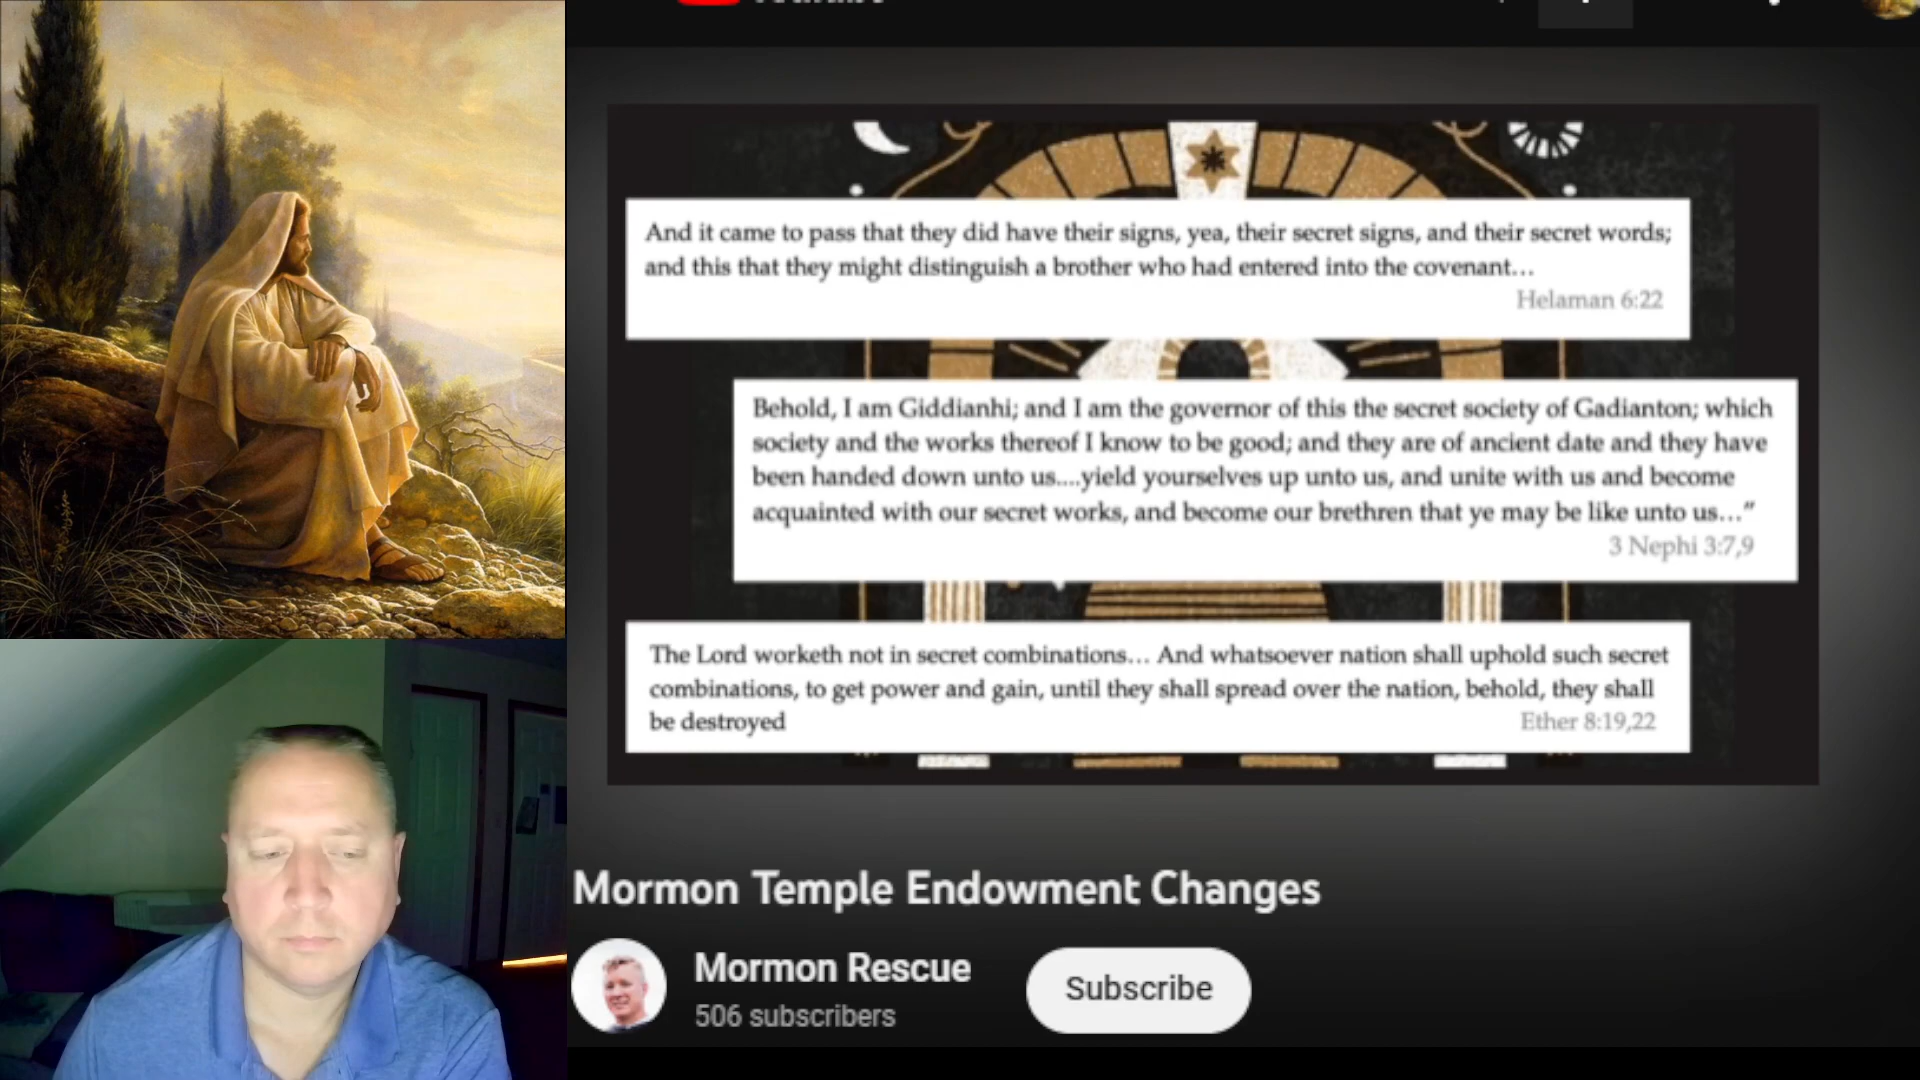 And it came to pass that they did have their signs, yea, their secret signs, and their secret words;
and this that they might distinguish a brother who had entered into the covenant…
Helaman 6:22
Behold, I am Giddianhi; and I am the governor of this the secret society of Gadianton; which
society and the works thereof I know to be good; and they are of ancient date and they have
been handed down unto us....yield yourselves up unto us, and unite with us and become
acquainted with our secret works, and become our brethren that ye may be like unto us…”
3 Nephi 3:7,9
The Lord worketh not in secret combinations… And whatsoever nation shall uphold such secret
combinations, to get power and gain, until they shall spread over the nation, behold, they shall
be destroyed
Ether 8:19,22
Mormon Temple Endowment Changes
Mormon Rescue
Subscribe
506 subscribers